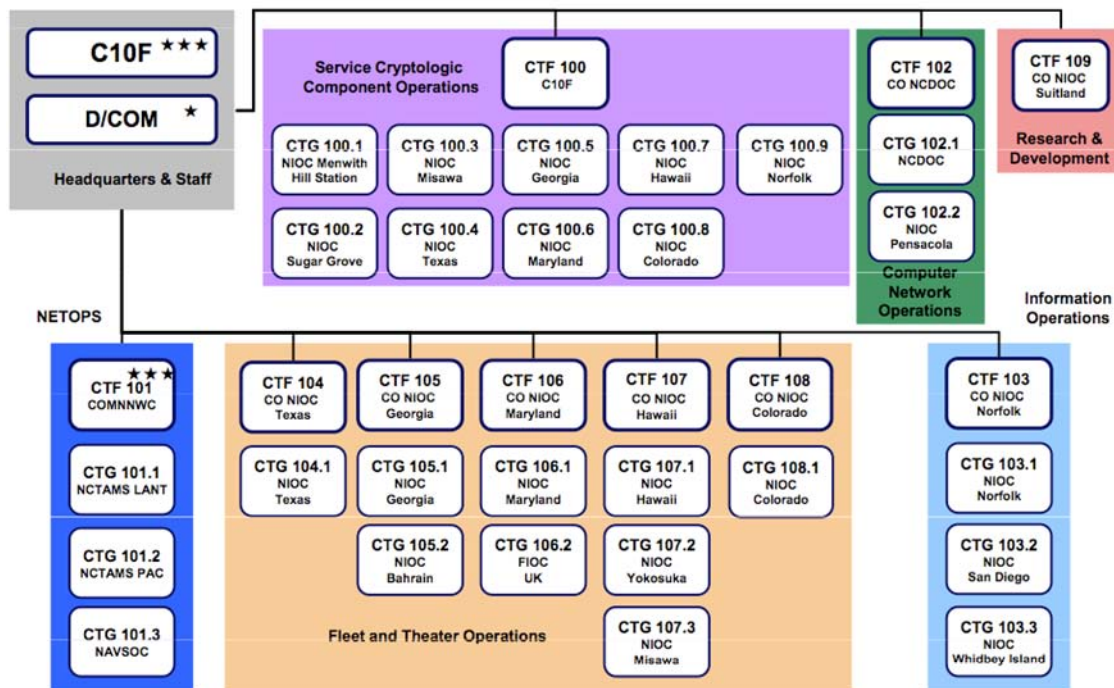 C10F ★★★
D/COM ★
Headquarters & Staff
Service Cryptologic
Component Operations
CTF 100
C10F
CTG 100.1
NIOC Menwith
Hill Station
CTG 100.3
NIOC
Misawa
CTG 100.5
NIOC
Georgia
CTG 100.7
NIOC
Hawaii
CTG 100.9
NIOC
Norfolk
CTG 100.2
NIOC
Sugar Grove
CTG 100.4
NIOC
Texas
CTG 100.6
NIOC
Maryland
CTG 100.8
NIOC
Colorado
CTF 102
CO NCDOC
CTG 102.1
NCDOC
CTG 102.2
NIOC
Pensacola
Computer
Network
Operations
CTF 109
CO NIOC
Suitland
Research &
Development
NETOPS
CTF 101 ★★★
COMNNWC
CTG 101.1
NCTAMS LANT
CTG 101.2
NCTAMS PAC
CTG 101.3
NAVSOC
CTF 104
CO NIOC
Texas
CTF 105
CO NIOC
Georgia
CTF 106
CO NIOC
Maryland
CTF 107
CO NIOC
Hawaii
CTF 108
CO NIOC
Colorado
CTG 104.1
NIOC
Texas
CTG 105.1
NIOC
Georgia
CTG 106.1
NIOC
Maryland
CTG 107.1
NIOC
Hawaii
CTG 108.1
NIOC
Colorado
CTG 105.2
NIOC
Bahrain
CTG 106.2
FIOC
UK
CTG 107.2
NIOC
Yokosuka
CTG 107.3
NIOC
Misawa
Fleet and Theater Operations
Information
Operations
CTF 103
CO NIOC
Norfolk
CTG 103.1
NIOC
Norfolk
CTG 103.2
NIOC
San Diego
CTG 103.3
NIOC
Whidbey Island